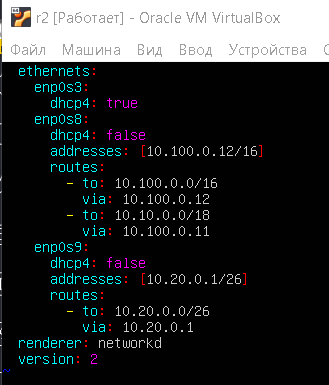 r2 [Работает] - Oracle VM VirtualBox
Файл Машина Вид Ввод Устройства
ethernets:
enp0s3:
dhcp4: true
enp0s8:
dhcp4: false
addresses: [10.100.0.12/16]
routes:
- to: 10.100.0.0/16
via: 10.100.0.12
- to: 10.10.0.0/18
via: 10.100.0.11
enp0s9:
dhcp4: false
addresses: [10.20.0.1/26]
routes:
- to: 10.20.0.0/26
via: 10.20.0.1
renderer: networkd
version: 2
~